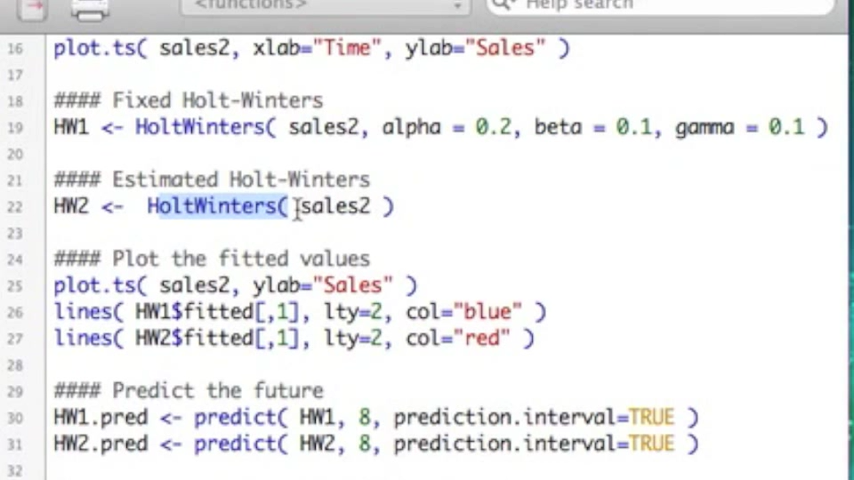 <functions>
Help search
16 plot.ts( sales2, xlab="Time", ylab="Sales" )
17
18 #### Fixed Holt-Winters
19 HW1 <- HoltWinters( sales2, alpha = 0.2, beta = 0.1, gamma = 0.1 )
20
21 #### Estimated Holt-Winters
22 HW2 <-  HoltWinters( sales2 )
23
24 #### Plot the fitted values
25 plot.ts( sales2, ylab="Sales" )
26 lines( HW1$fitted[,1], lty=2, col="blue" )
27 lines( HW2$fitted[,1], lty=2, col="red" )
28
29 #### Predict the future
30 HW1.pred <- predict( HW1, 8, prediction.interval=TRUE )
31 HW2.pred <- predict( HW2, 8, prediction.interval=TRUE )
32